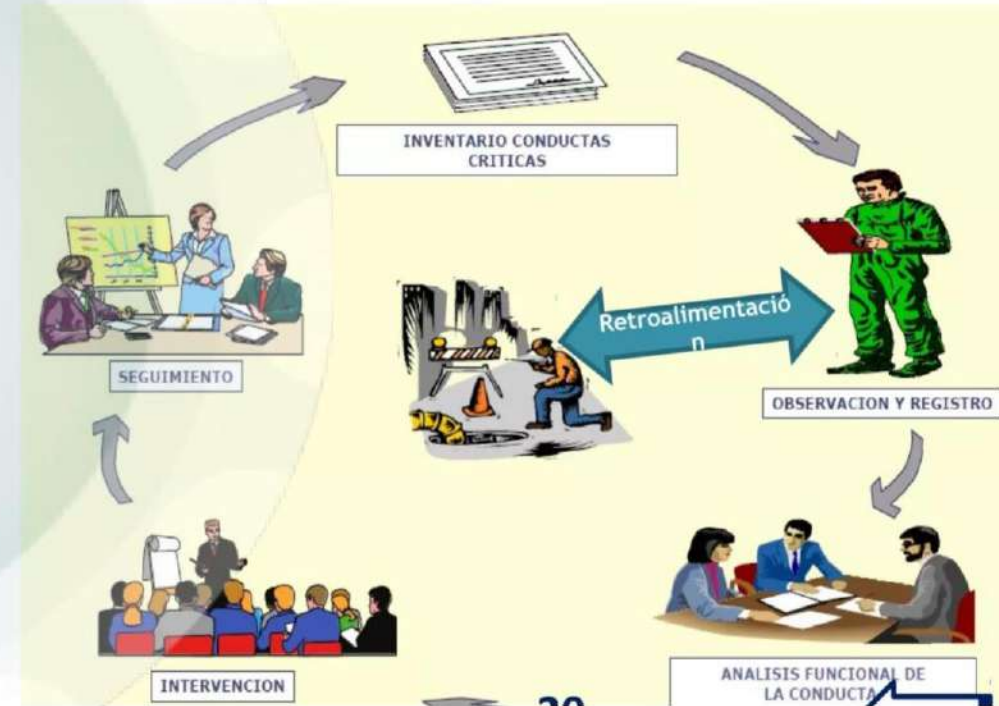 INVENTARIO CONDUCTAS
CRITICAS
Retroalimentació
n
OBSERVACION Y REGISTRO
SEGUIMIENTO
INTERVENCION
ANALISIS FUNCIONAL DE
LA CONDUCTA